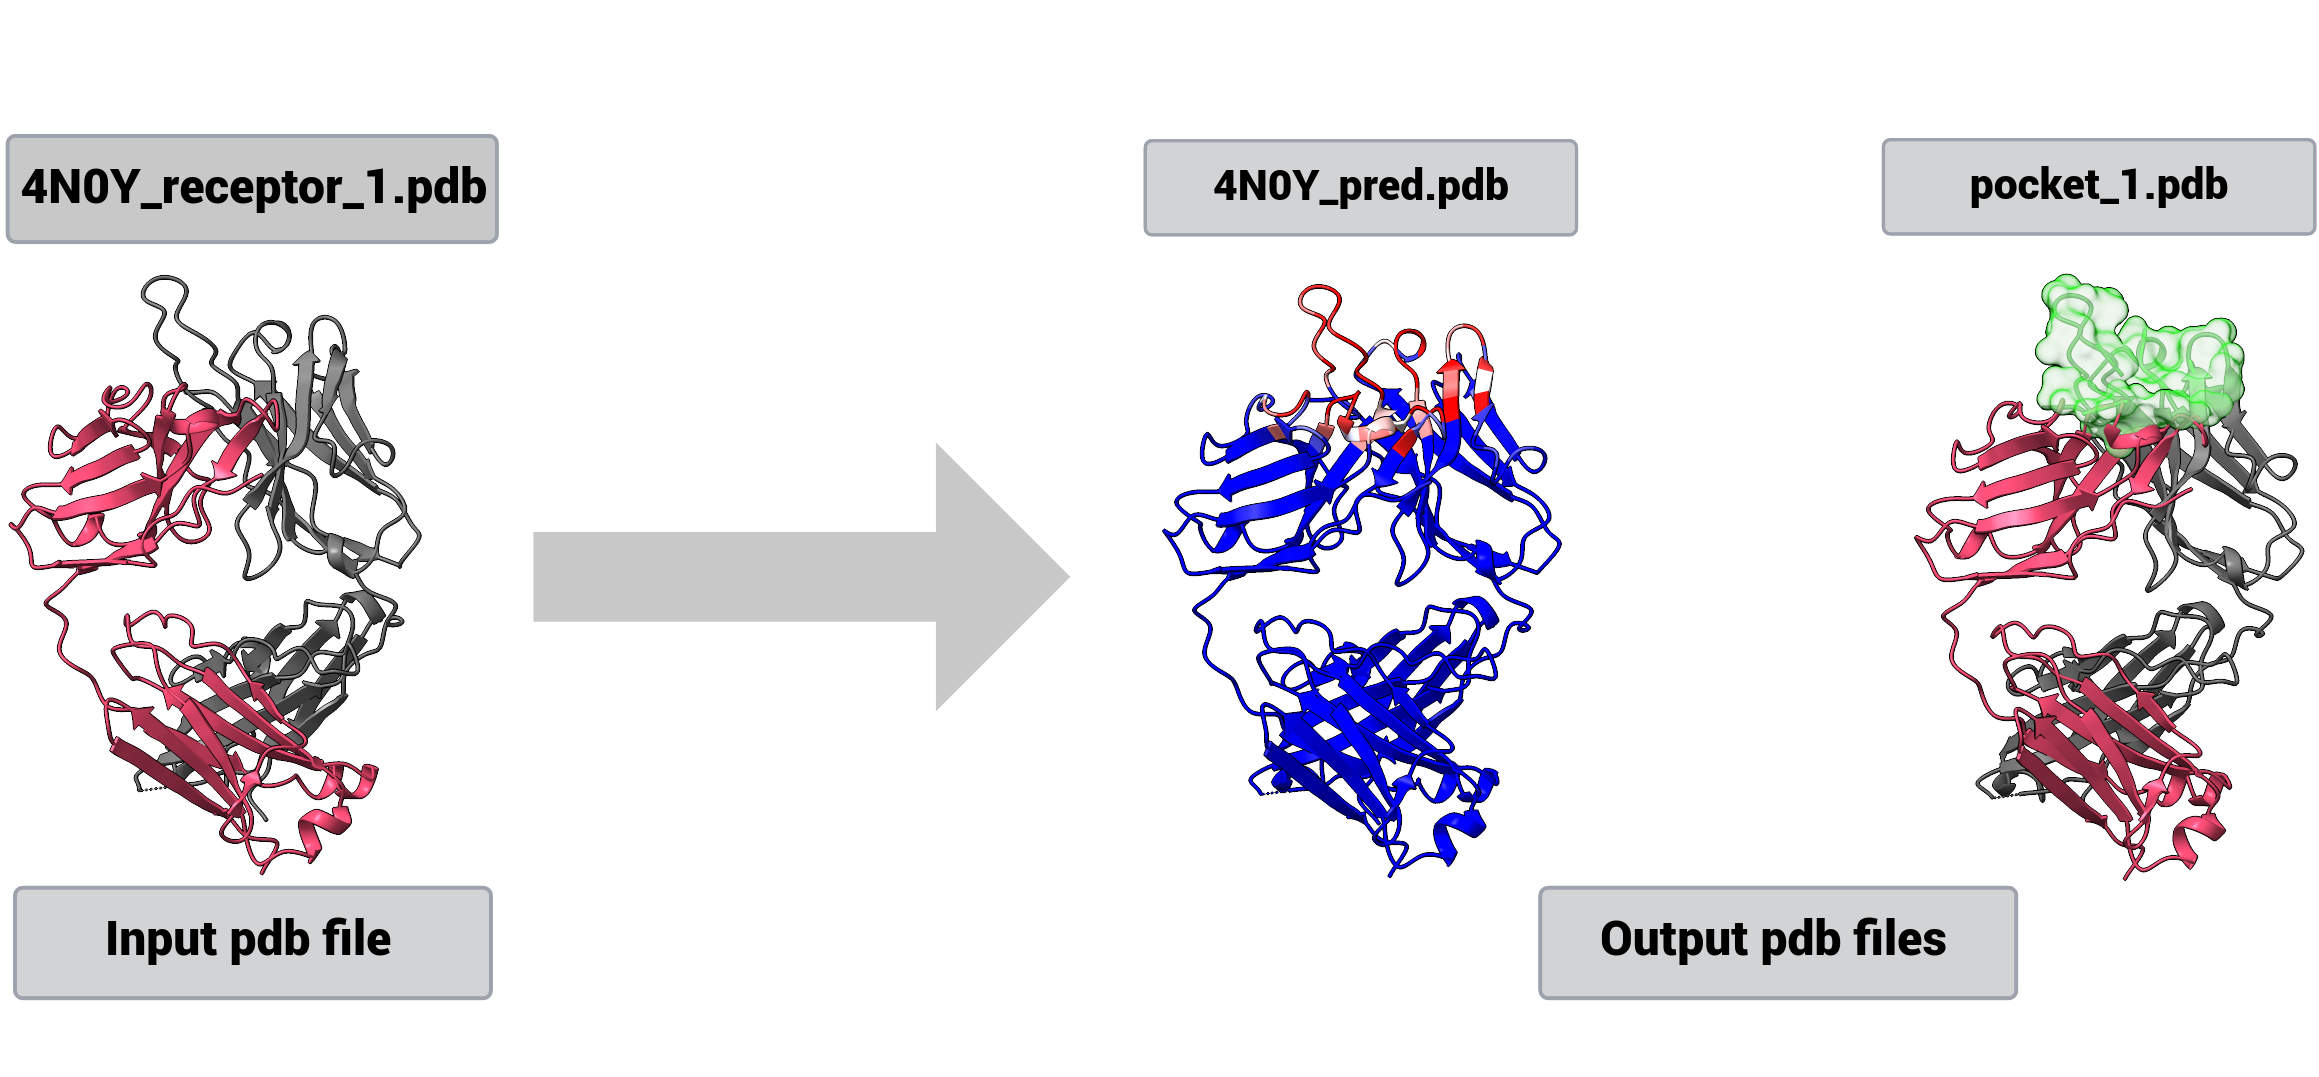 4N0Y_receptor_1.pdb
4N0Y_pred.pdb
pocket_1.pdb
Input pdb file
Output pdb files